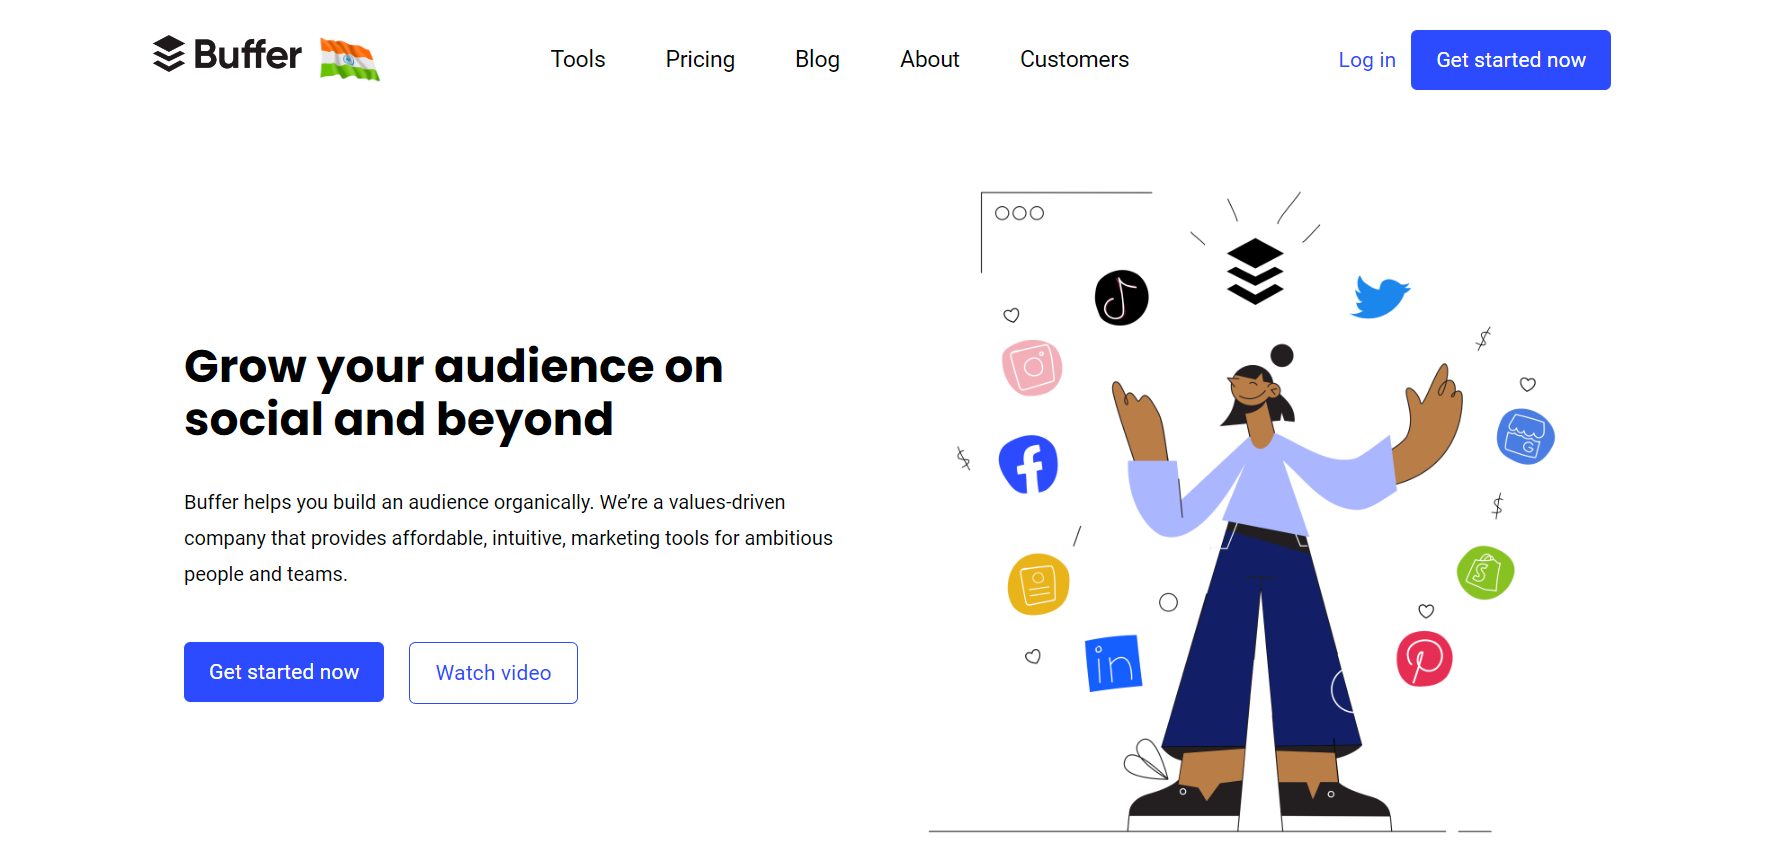 Buffer
Tools Pricing Blog About Customers
Log in Get started now
Grow your audience on
social and beyond
Buffer helps you build an audience organically. We’re a values-driven
company that provides affordable, intuitive, marketing tools for ambitious
people and teams.
Get started now Watch video
$
$
$
G
S
in